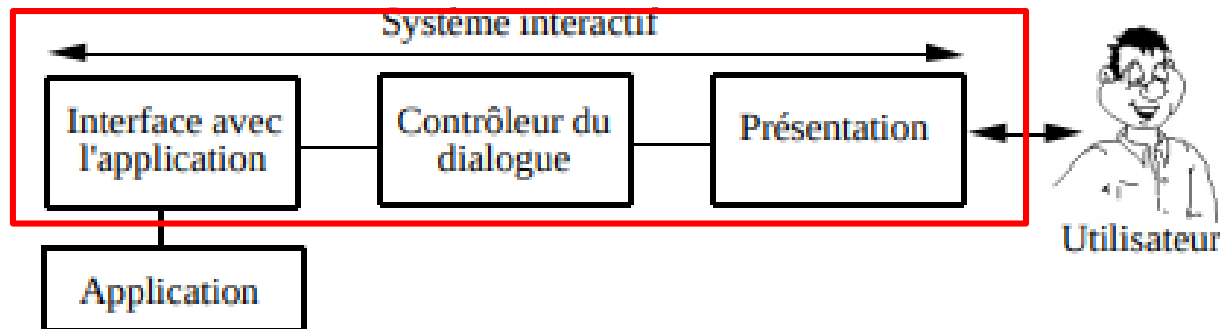 Système interactif
Interface avec
l'application
Contrôleur du
dialogue
Présentation
Utilisateur
Application